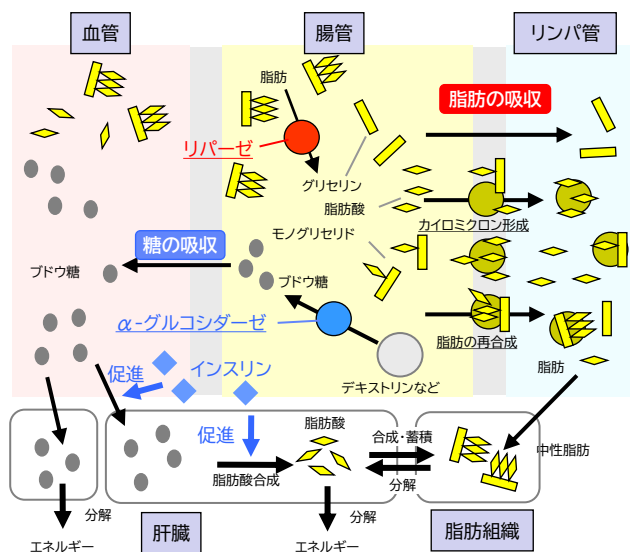 血管
腸管
リンパ管
脂肪
脂肪の吸収
リパーゼ
グリセリン
脂肪酸
カイロミクロン形成
モノグリセリド
糖の吸収
ブドウ糖
ブドウ糖
α-グルコシダーゼ
脂肪の再合成
脂肪
デキストリンなど
促進
インスリン
促進
脂肪酸
合成・蓄積
中性脂肪
脂肪酸合成
分解
分解
分解
肝臓
脂肪組織
エネルギー
エネルギー